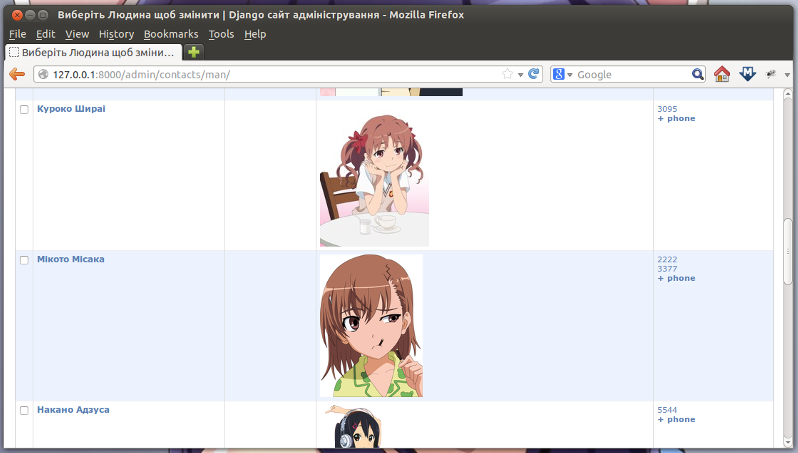 Виберіть Людина щоб змінити | Django сайт адміністрування - Mozilla Firefox
File Edit View History Bookmarks Tools Help
Виберіть Людина щоб зміни…
127.0.0.1:8000/admin/contacts/man/
Google
Куроко Шираі
3095
+ phone
Мікото Місака
2222
3377
+ phone
Накано Адзуса
5544
+ phone